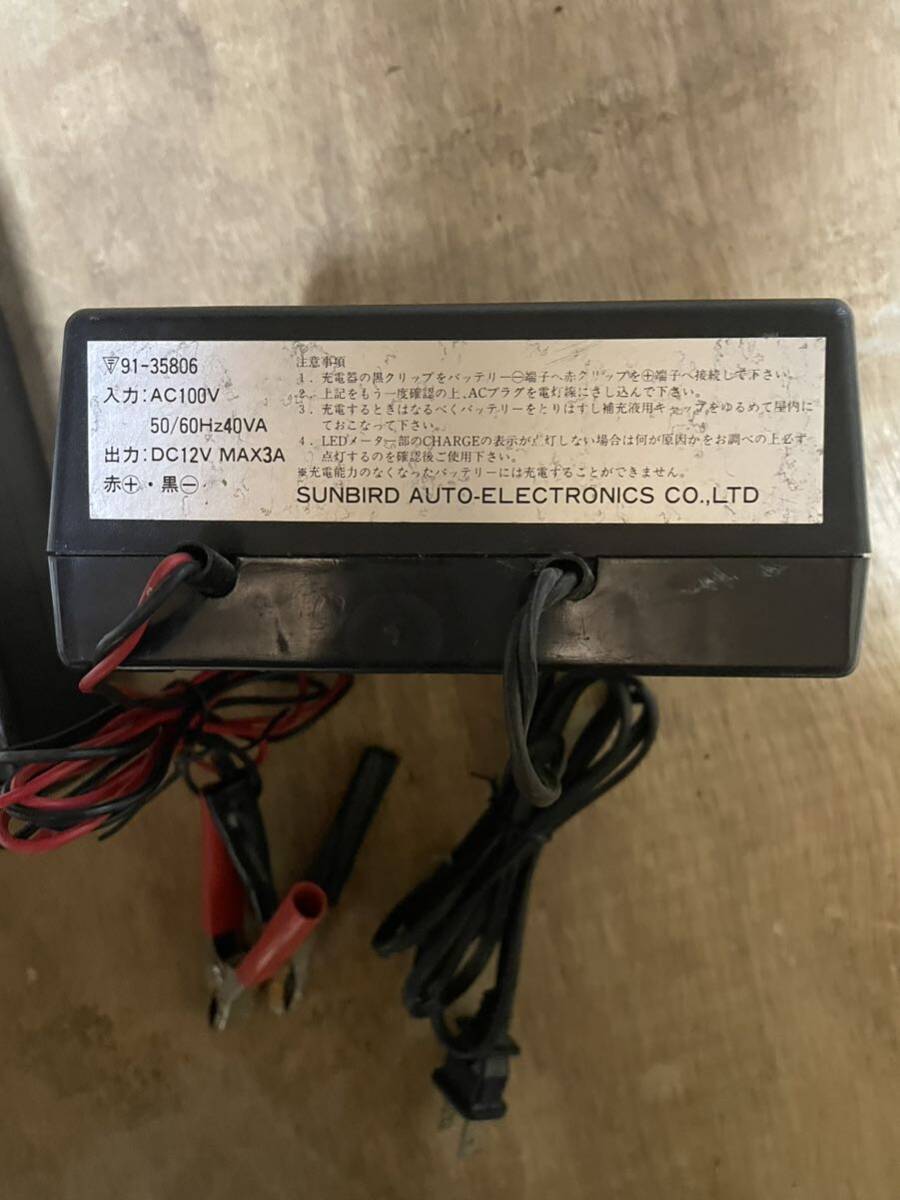 91-35806
入力:AC100V
50/60Hz40VA
出力:DC12V MAX3A
赤⊕・黒⊖
注意事項
1. 充電器の黒クリップをバッテリー⊖端子へ赤クリップを⊕端子へ接続して下さい。
2. 上記をもう一度確認の上、ACプラグを電灯線にさし込んで下さい。
3. 充電するときはなるべくバッテリーをとりはずし補充液用キャップをゆるめて屋内に
ておこなって下さい。
4. LEDメーター部のCHARGEの表示が点灯しない場合は何が原因かをお調べの上必ず
点灯するのを確認後ご使用下さい。
※充電能力のなくなったバッテリーには充電することができません。
SUNBIRD AUTO-ELECTRONICS CO.,LTD